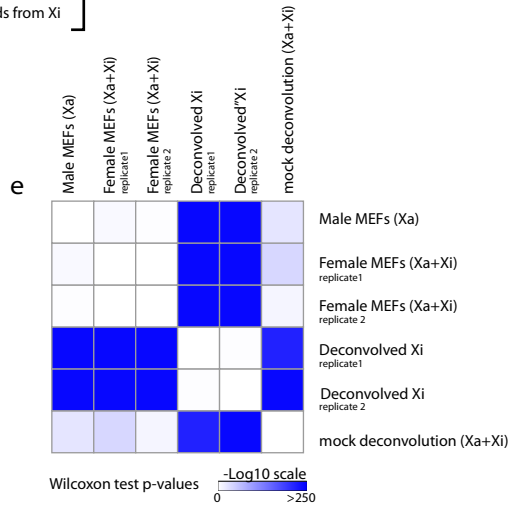 ds from Xi
Male MEFs (Xa)
Female MEFs (Xa+Xi)
replicate1
Female MEFs (Xa+Xi)
replicate 2
Deconvolved Xi
replicate1
Deconvolved"Xi
replicate 2
mock deconvolution (Xa+Xi)
e
Male MEFs (Xa)
Female MEFs (Xa+Xi)
replicate1
Female MEFs (Xa+Xi)
replicate 2
Deconvolved Xi
replicate1
Deconvolved Xi
replicate 2
mock deconvolution (Xa+Xi)
Wilcoxon test p-values
-Log10 scale
0 >250